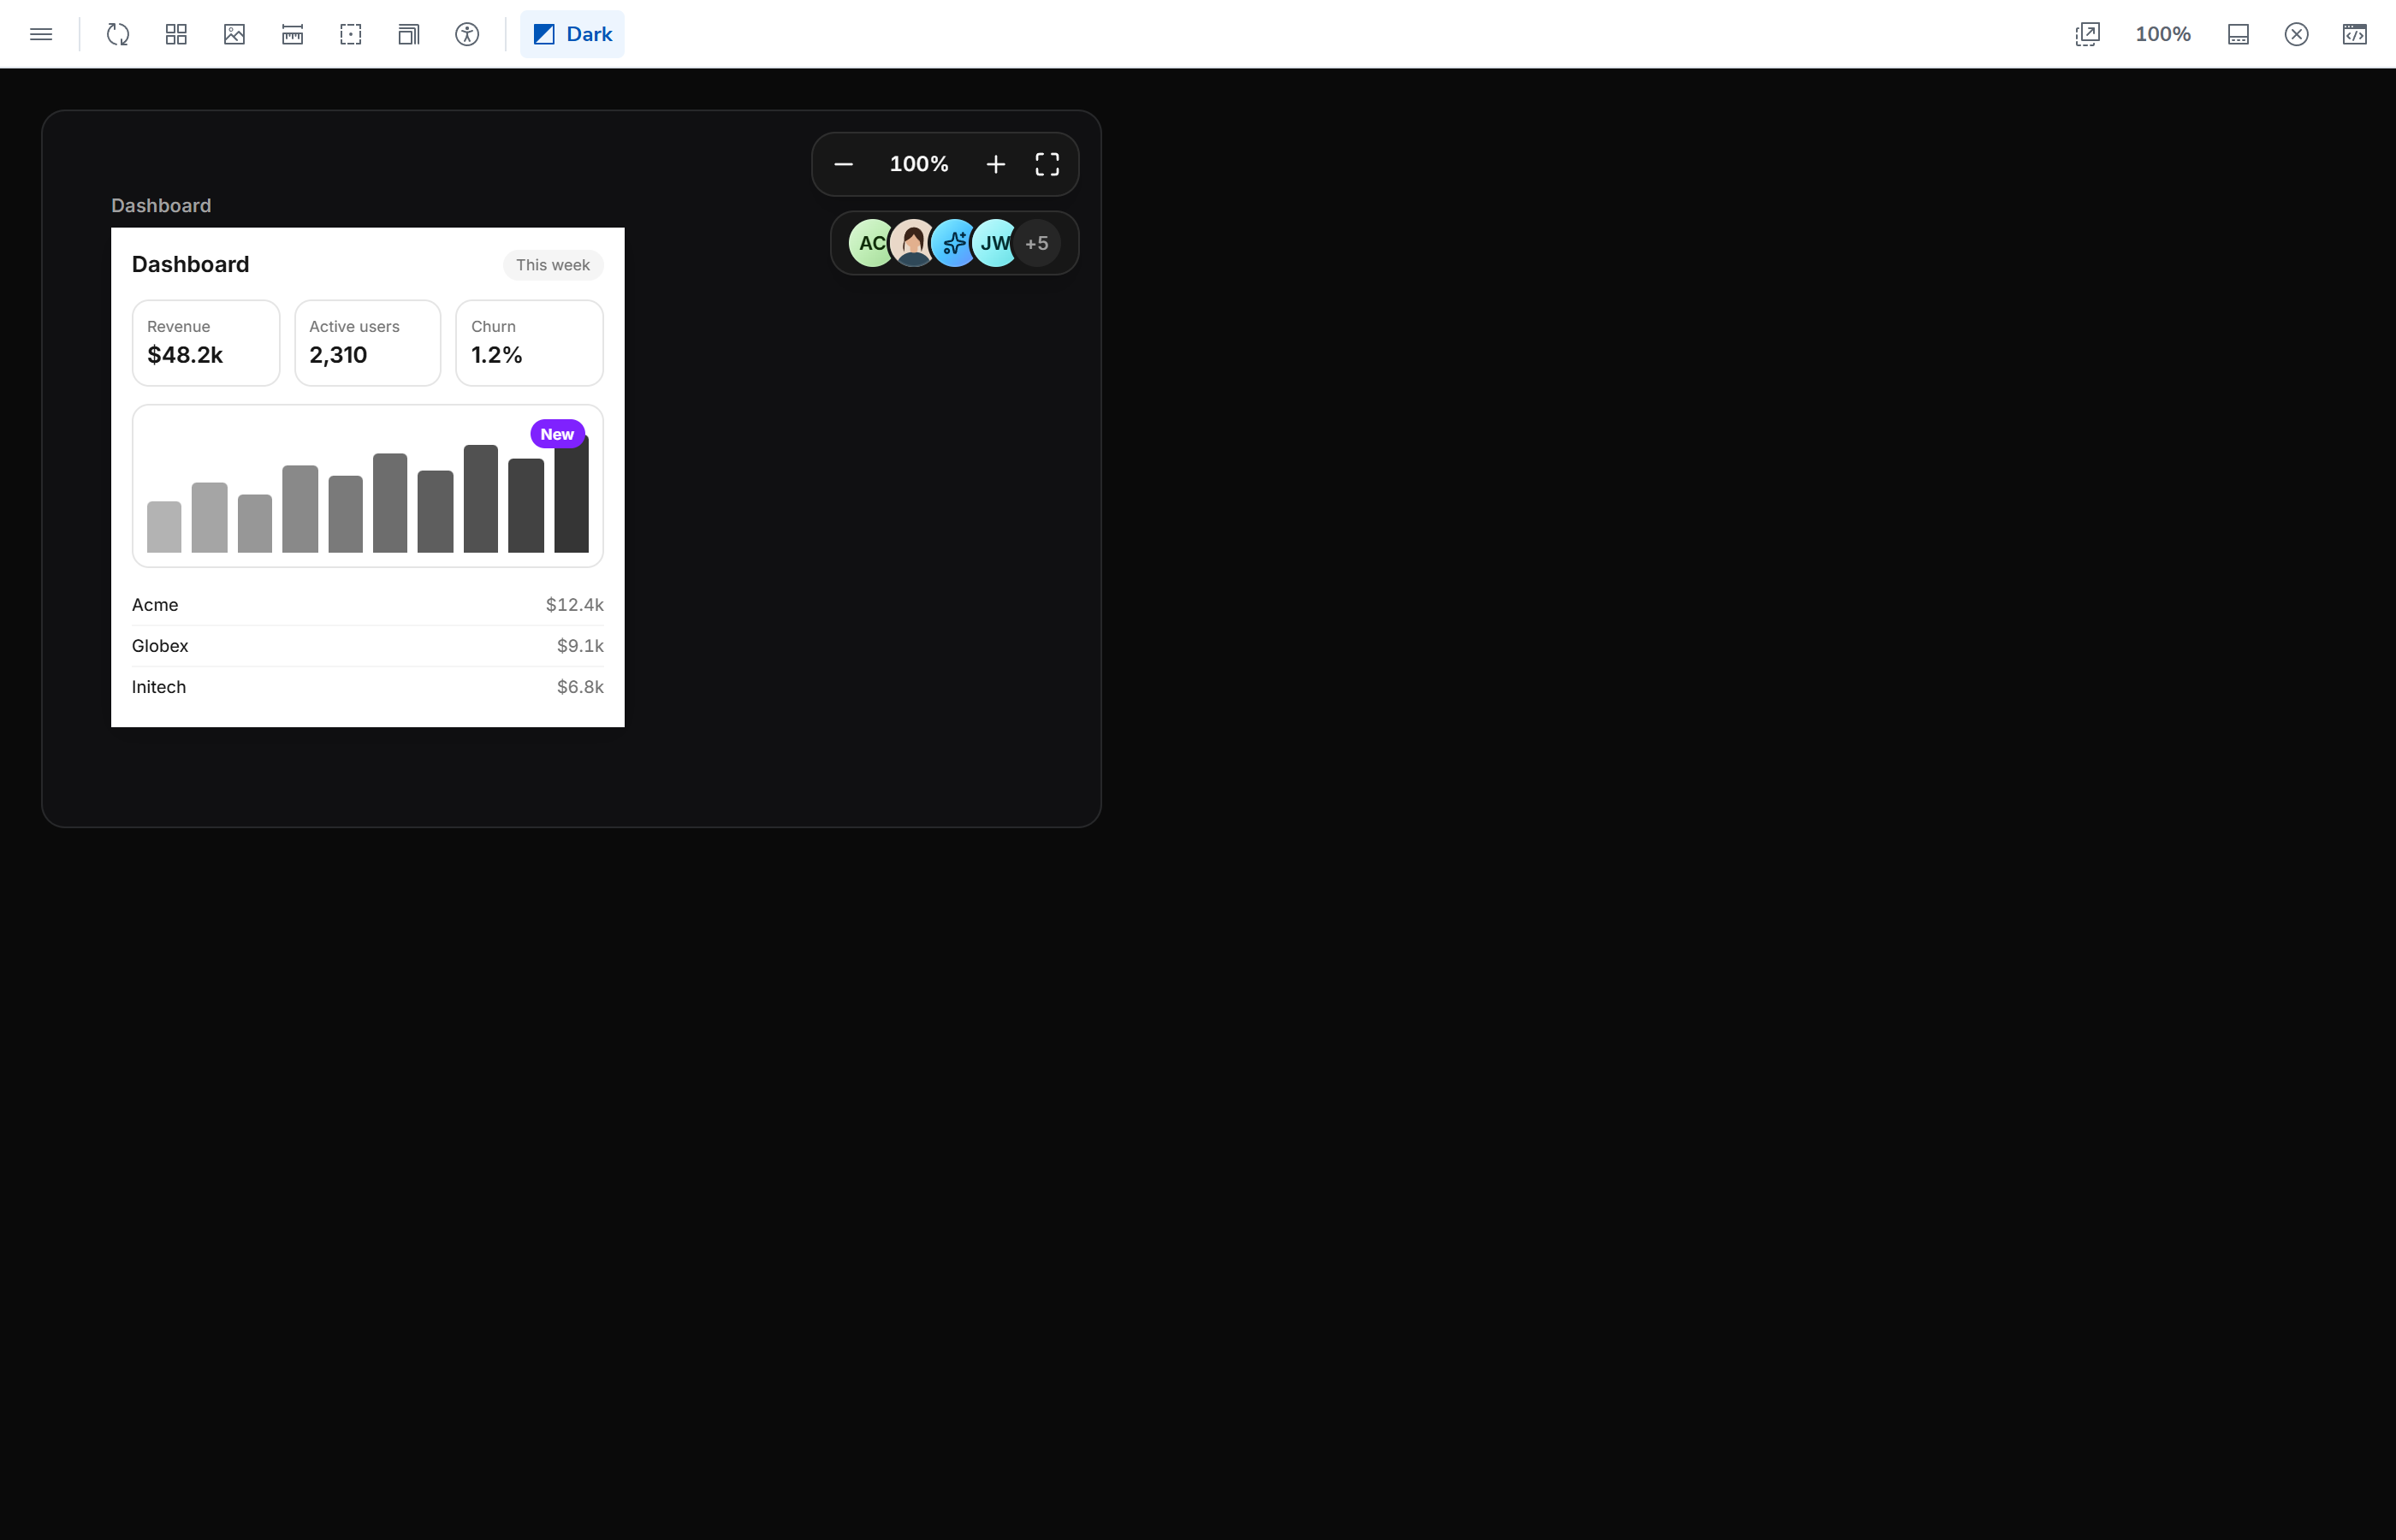 Dark
100%
100%
AC
JW
+5
Dashboard
Dashboard
This week
Revenue
$48.2k
Active users
2,310
Churn
1.2%
New
Acme
$12.4k
Globex
$9.1k
Initech
$6.8k